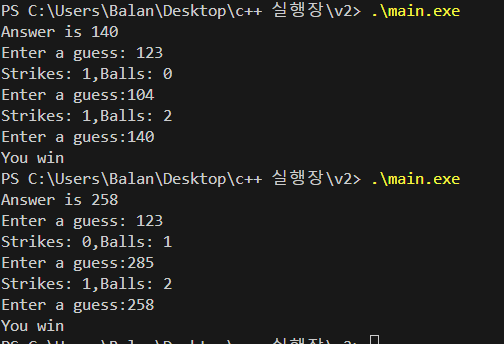 PS C:\Users\Balan\Desktop\c++ 실행장\v2> .\main.exe
Answer is 140
Enter a guess: 123
Strikes: 1,Balls: 0
Enter a guess:104
Strikes: 1,Balls: 2
Enter a guess:140
You win
PS C:\Users\Balan\Desktop\c++ 실행장\v2> .\main.exe
Answer is 258
Enter a guess: 123
Strikes: 0,Balls: 1
Enter a guess:285
Strikes: 1,Balls: 2
Enter a guess:258
You win
PS C:\Users\Balan\Desktop\c++ 실행장\v2>